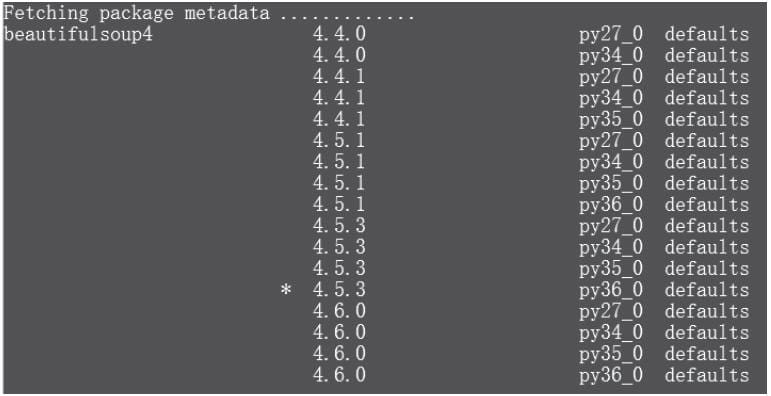 Fetching package metadata .............
beautifulsoup4 4.4.0 py27_0 defaults
4.4.0 py34_0 defaults
4.4.1 py27_0 defaults
4.4.1 py34_0 defaults
4.4.1 py35_0 defaults
4.5.1 py27_0 defaults
4.5.1 py34_0 defaults
4.5.1 py35_0 defaults
4.5.1 py36_0 defaults
4.5.3 py27_0 defaults
4.5.3 py34_0 defaults
4.5.3 py35_0 defaults
* 4.5.3 py36_0 defaults
4.6.0 py27_0 defaults
4.6.0 py34_0 defaults
4.6.0 py35_0 defaults
4.6.0 py36_0 defaults